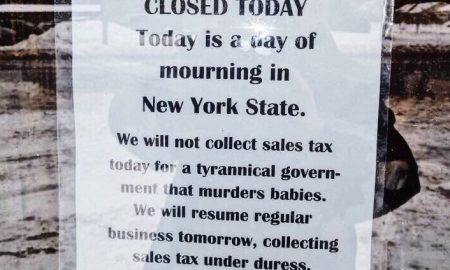 CLOSED TODAY
Today is a day of
mourning in
New York State.
We will not collect sales tax
today for a tyrannical govern-
ment that murders babies.
We will resume regular
business tomorrow, collecting
sales tax under duress.